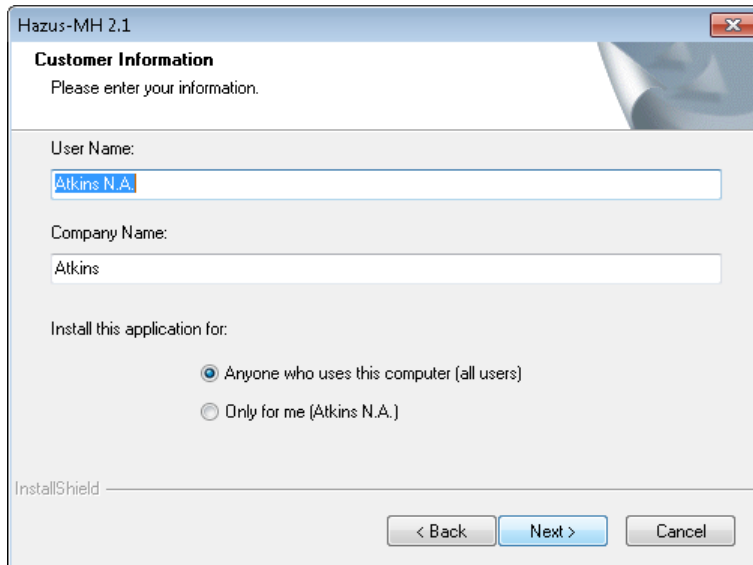 Hazus-MH 2.1
Customer Information
Please enter your information.
User Name:
Atkins N.A.
Company Name:
Atkins
Install this application for:
Anyone who uses this computer (all users)
Only for me (Atkins N.A.)
InstallShield
< Back Next > Cancel